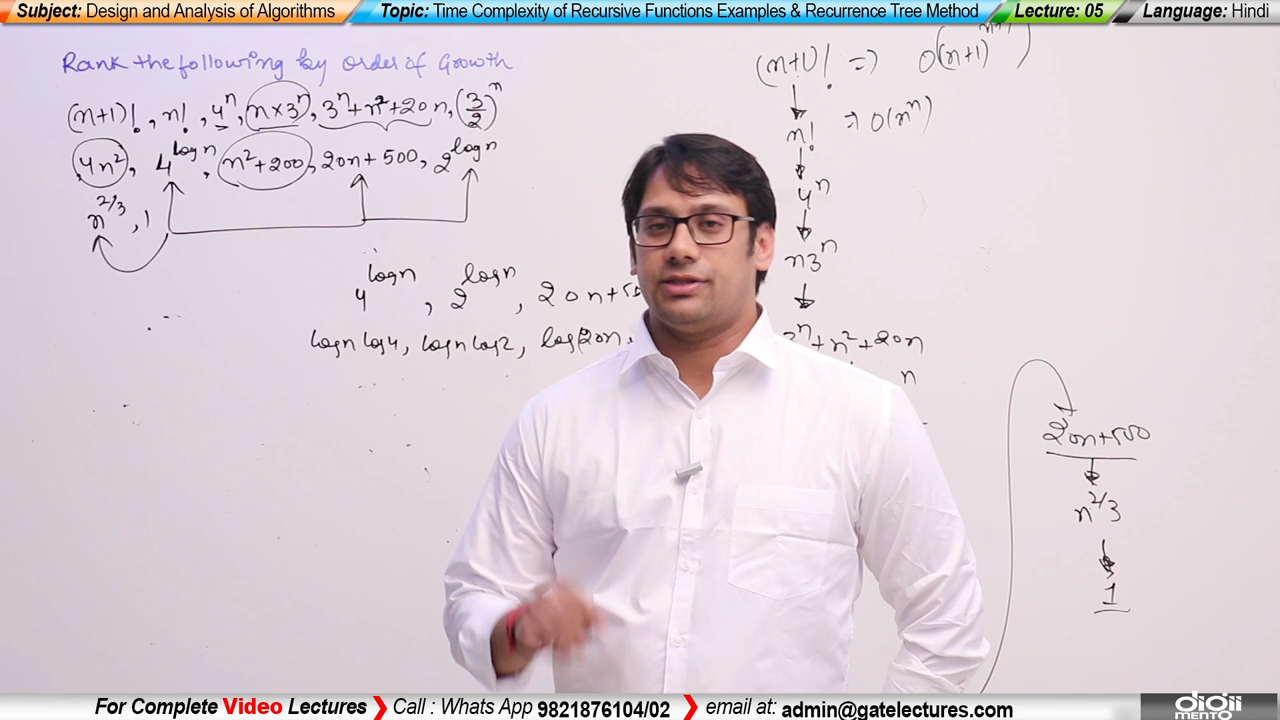 Subject: Design and Analysis of Algorithms Topic: Time Complexity of Recursive Functions Examples & Recurrence Tree Method Lecture: 05 Language: Hindi
Rank the following by Order of Growth
(n+1)!, n!, 4^n, n×3^n, 3^n+n^2+20n, (3/2)^n
4n^2, 4^logn, n^2+200, 20n+500, 2^logn
n^2/3, 1
4^logn, 2^logn, 20n+50
logn log4, logn log2, log(20n
(n+1)! => O(n+1)^n+1
n! => O(n^n)
4^n
n3^n
3^n+n^2+20n
n
20n+500
n^2/3
1
For Complete Video Lectures Call : Whats App 9821876104/02 email at: admin@gatelectures.com
digii
MENTO